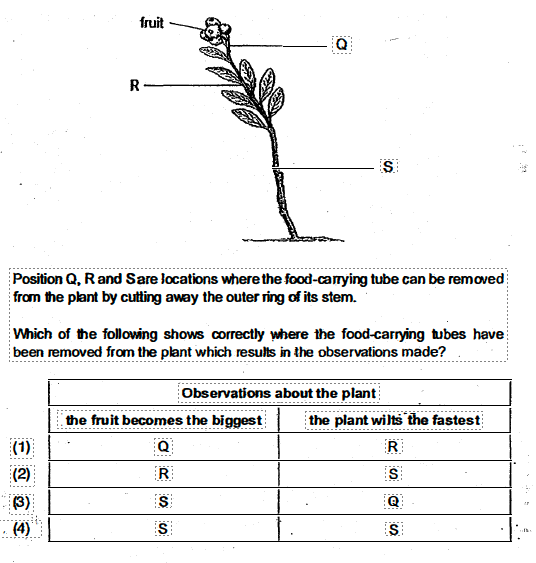 fruit
Q
R
S
Position Q, R and S are locations where the food-carrying tube can be removed
from the plant by cutting away the outer ring of its stem.
Which of the following shows correctly where the food-carrying tubes have
been removed from the plant which results in the observations made?
Observations about the plant
the fruit becomes the biggest the plant wilts the fastest
(1) Q R
(2) R S
(3) S Q
(4) S S